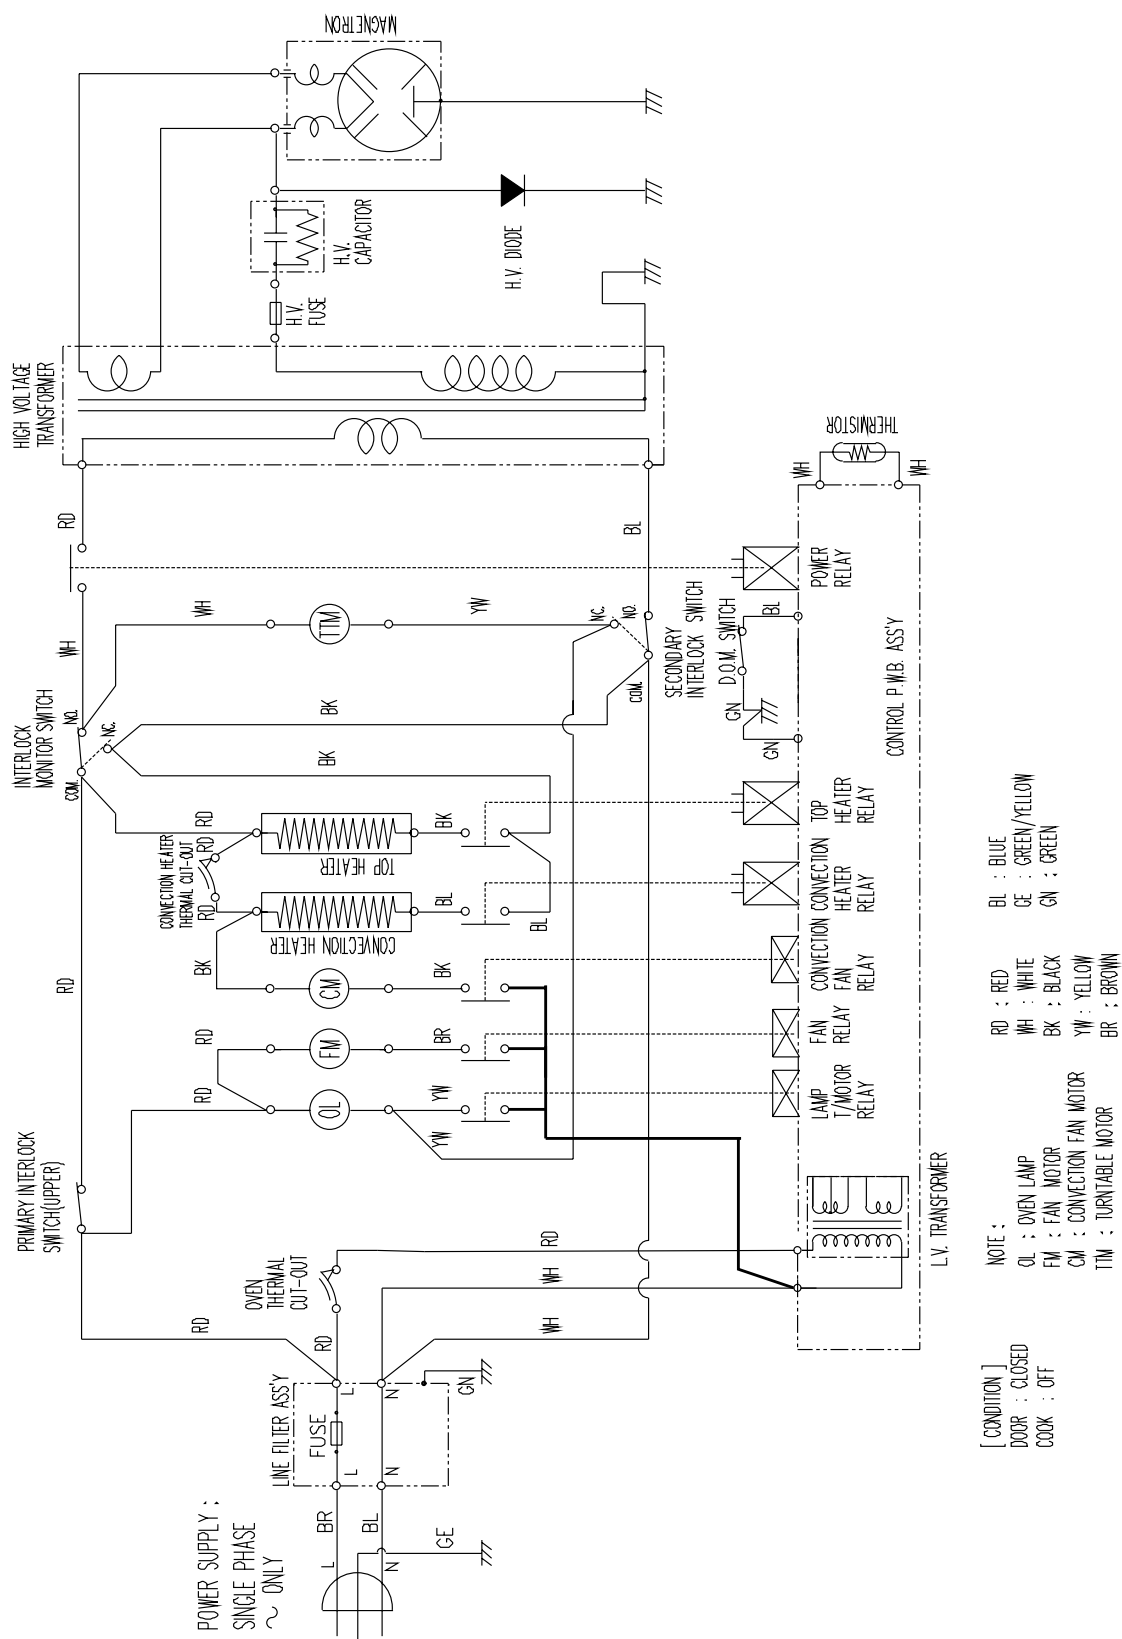 POWER SUPPLY :
SINGLE PHASE
~ ONLY
L
N
BR
BL
GE
LINE FILTER ASS'Y
FUSE
L
N
L
N
GN
RD
RD
OVEN
THERMAL
CUT-OUT
WH
WH
RD
PRIMARY INTERLOCK
SWITCH(UPPER)
RD
RD
RD
BK
OL
FM
CM
YW
YW
BR
BK
CONVECTION HEATER
TOP HEATER
CONVECTION HEATER
THERMAL CUT-OUT
RD
RD
RD
BL
BK
BL
BK
BK
INTERLOCK
MONITOR SWITCH
COM.
NC.
NO.
WH
WH
TTM
YW
RD
NC.
NO.
COM.
SECONDARY
INTERLOCK SWITCH
BL
D.O.M. SWITCH
BL
GN
GN
HIGH VOLTAGE
TRANSFORMER
H.V.
FUSE
H.V.
CAPACITOR
H.V. DIODE
MAGNETRON
L.V. TRANSFORMER
LAMP
T/MOTOR
RELAY
FAN
RELAY
CONVECTION
FAN
RELAY
CONVECTION
HEATER
RELAY
TOP
HEATER
RELAY
POWER
RELAY
CONTROL P.W.B. ASS'Y
WH
WH
THERMISTOR
[ CONDITION ]
DOOR : CLOSED
COOK : OFF
NOTE :
OL : OVEN LAMP
FM : FAN MOTOR
CM : CONVECTION FAN MOTOR
TTM : TURNTABLE MOTOR
RD : RED
WH : WHITE
BK : BLACK
YW : YELLOW
BR : BROWN
BL : BLUE
GE : GREEN/YELLOW
GN : GREEN